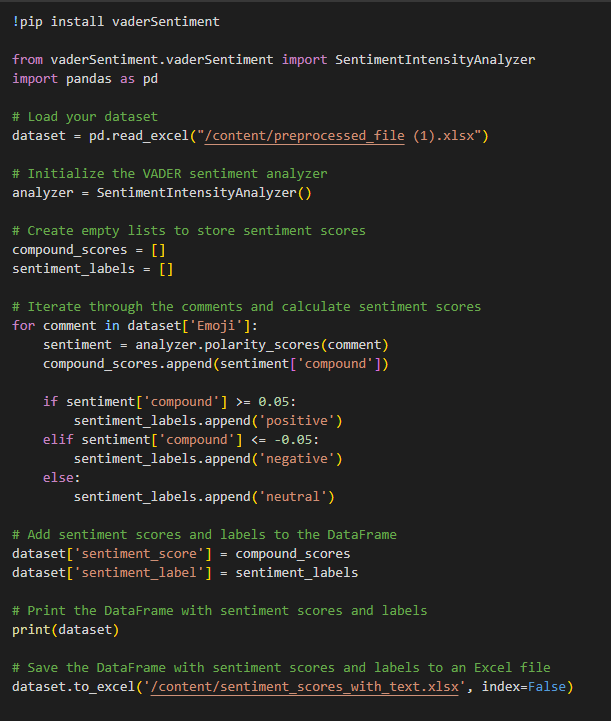 !pip install vaderSentiment
from vaderSentiment.vaderSentiment import SentimentIntensityAnalyzer
import pandas as pd
# Load your dataset
dataset = pd.read_excel("/content/preprocessed_file (1).xlsx")
# Initialize the VADER sentiment analyzer
analyzer = SentimentIntensityAnalyzer()
# Create empty lists to store sentiment scores
compound_scores = []
sentiment_labels = []
# Iterate through the comments and calculate sentiment scores
for comment in dataset['Emoji']:
    sentiment = analyzer.polarity_scores(comment)
    compound_scores.append(sentiment['compound'])
    if sentiment['compound'] >= 0.05:
        sentiment_labels.append('positive')
    elif sentiment['compound'] <= -0.05:
        sentiment_labels.append('negative')
    else:
        sentiment_labels.append('neutral')
# Add sentiment scores and labels to the DataFrame
dataset['sentiment_score'] = compound_scores
dataset['sentiment_label'] = sentiment_labels
# Print the DataFrame with sentiment scores and labels
print(dataset)
# Save the DataFrame with sentiment scores and labels to an Excel file
dataset.to_excel('/content/sentiment_scores_with_text.xlsx', index=False)